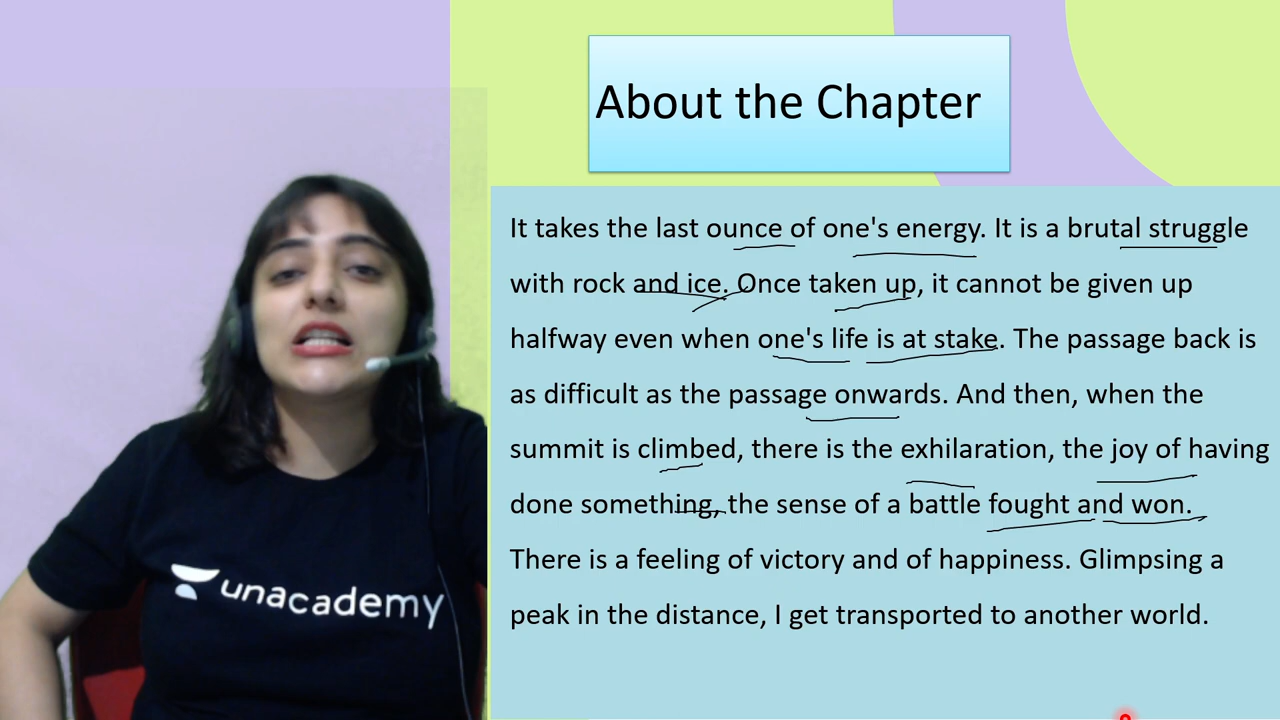 About the Chapter
It takes the last ounce of one's energy. It is a brutal struggle
with rock and ice. Once taken up, it cannot be given up
halfway even when one's life is at stake. The passage back is
as difficult as the passage onwards. And then, when the
summit is climbed, there is the exhilaration, the joy of having
done something, the sense of a battle fought and won.
There is a feeling of victory and of happiness. Glimpsing a
peak in the distance, I get transported to another world.
unacademy